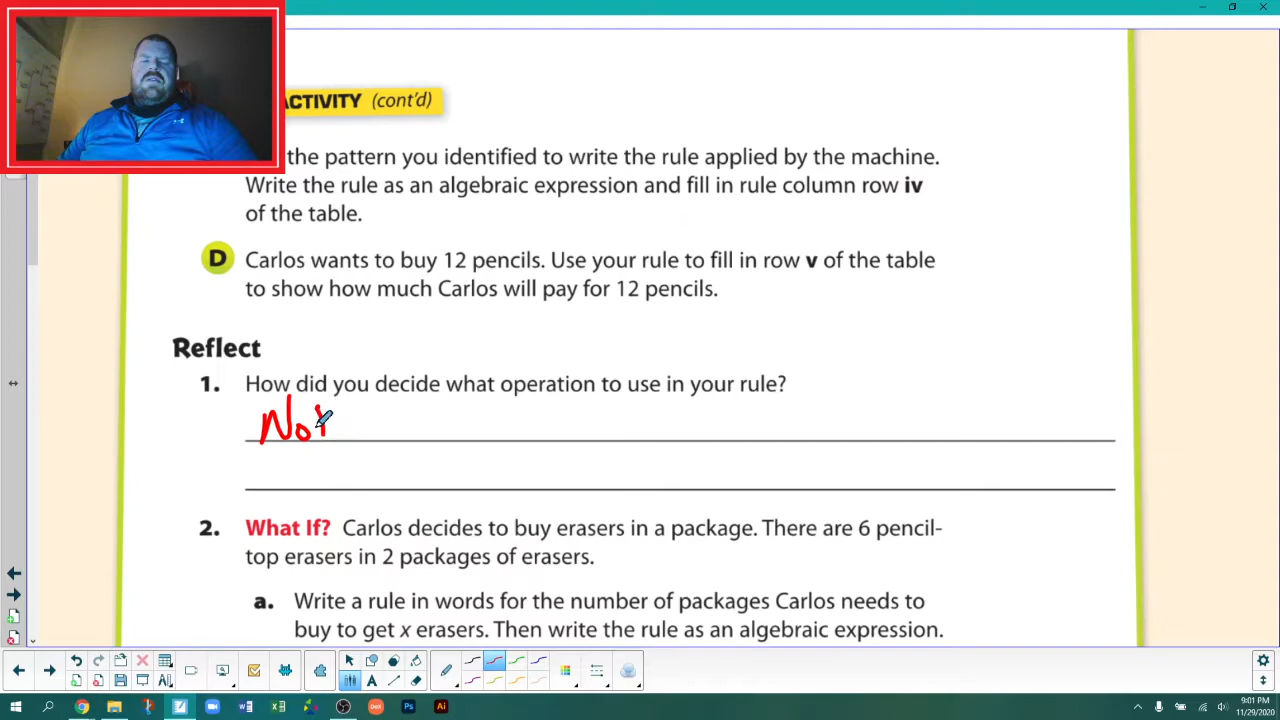 ACTIVITY (cont'd)
the pattern you identified to write the rule applied by the machine.
Write the rule as an algebraic expression and fill in rule column row iv
of the table.
D Carlos wants to buy 12 pencils. Use your rule to fill in row v of the table
to show how much Carlos will pay for 12 pencils.
Reflect
1. How did you decide what operation to use in your rule?
2. What If? Carlos decides to buy erasers in a package. There are 6 pencil-
top erasers in 2 packages of erasers.
a. Write a rule in words for the number of packages Carlos needs to
buy to get x erasers. Then write the rule as an algebraic expression.
9:01 PM
11/29/2020